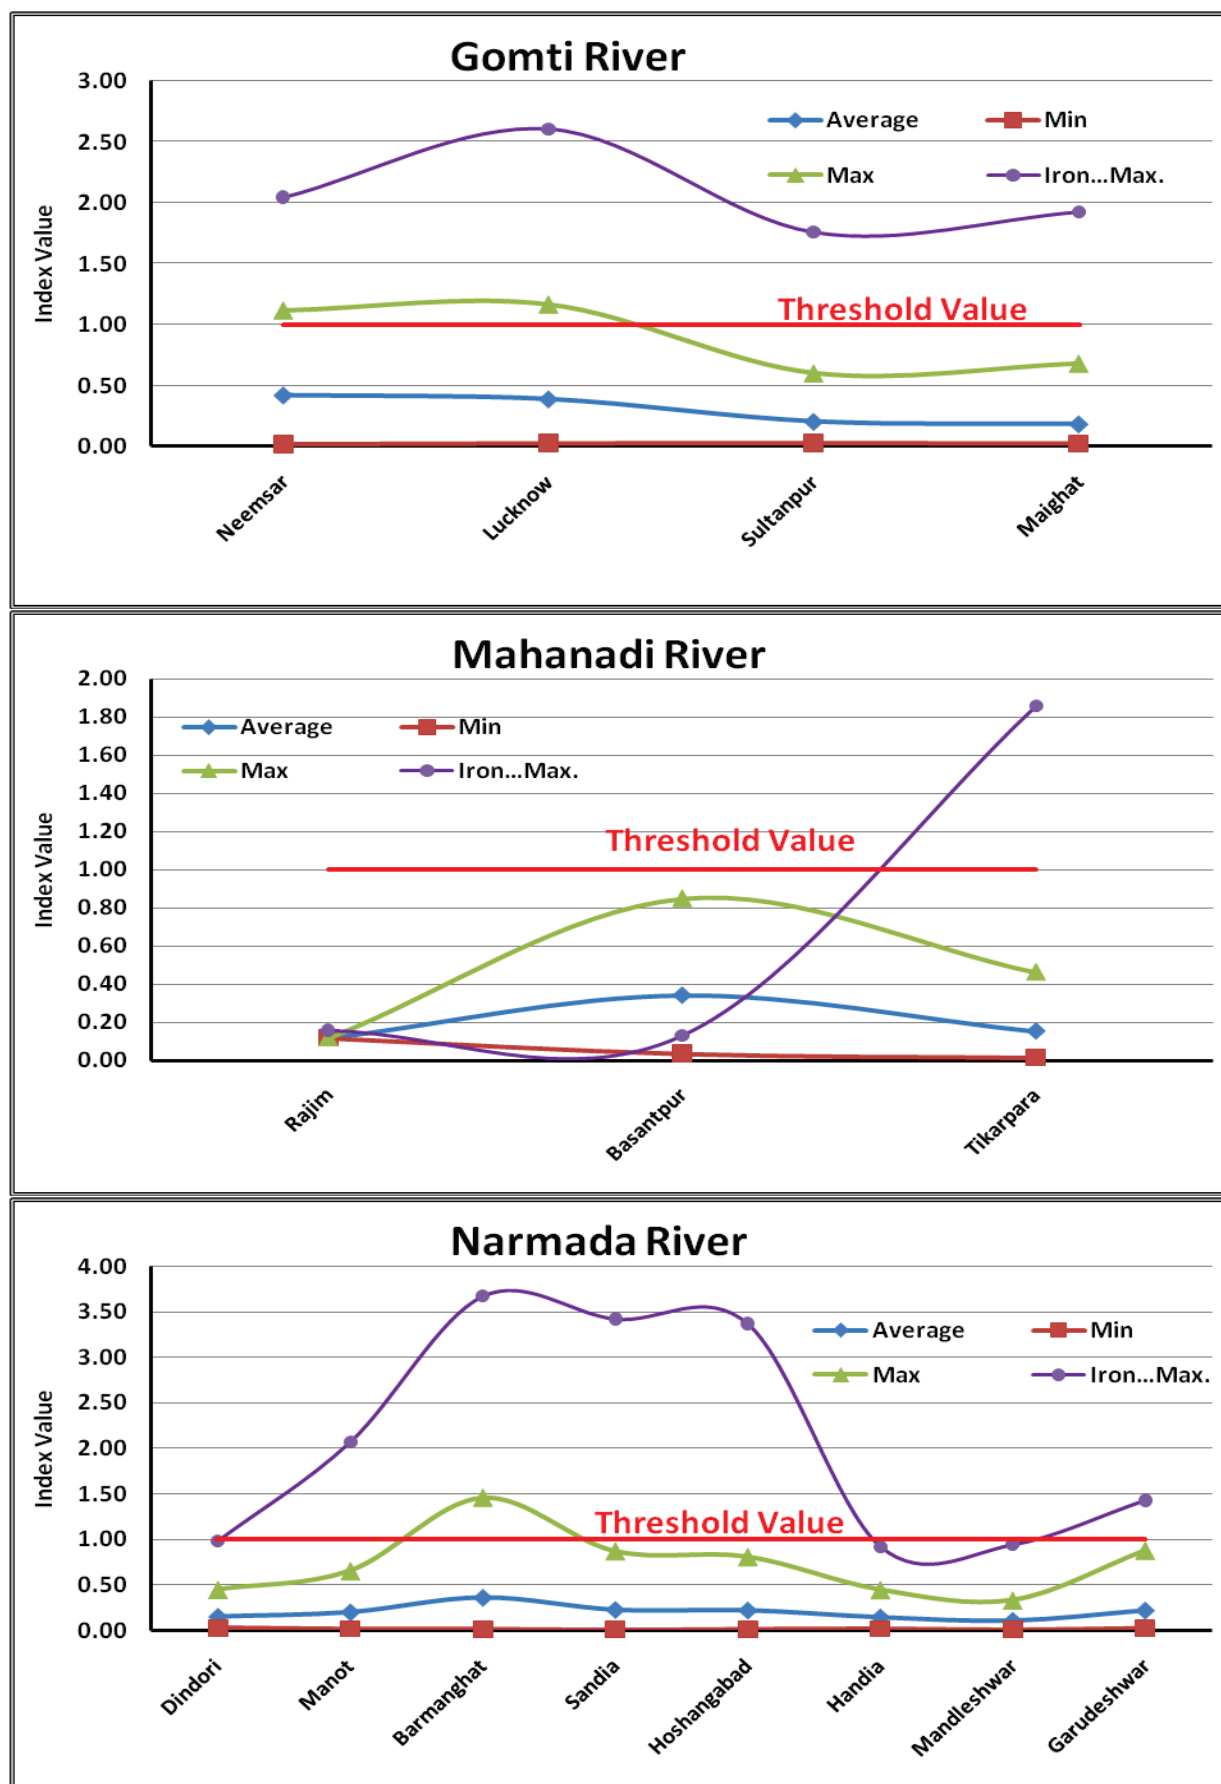 Gomti River
3.00
Average Min
2.50
Max Iron...Max.
2.00
1.50
Threshold Value
1.00
0.50
0.00
Index Value
Neemsar Lucknow Sultanpur Maighat
Mahanadi River
2.00
1.80
Average Min
1.60
Max Iron...Max.
1.40
1.20
Threshold Value
1.00
0.80
0.60
0.40
0.20
0.00
Index Value
Rajim Basantpur Tikarpara
Narmada River
4.00
3.50
Average Min
3.00
Max Iron...Max.
2.50
2.00
1.50
Threshold Value
1.00
0.50
0.00
Index Value
Dindori Manot Barmanghat Sandia Hoshangabad Handia Mandleshwar Garudeshwar